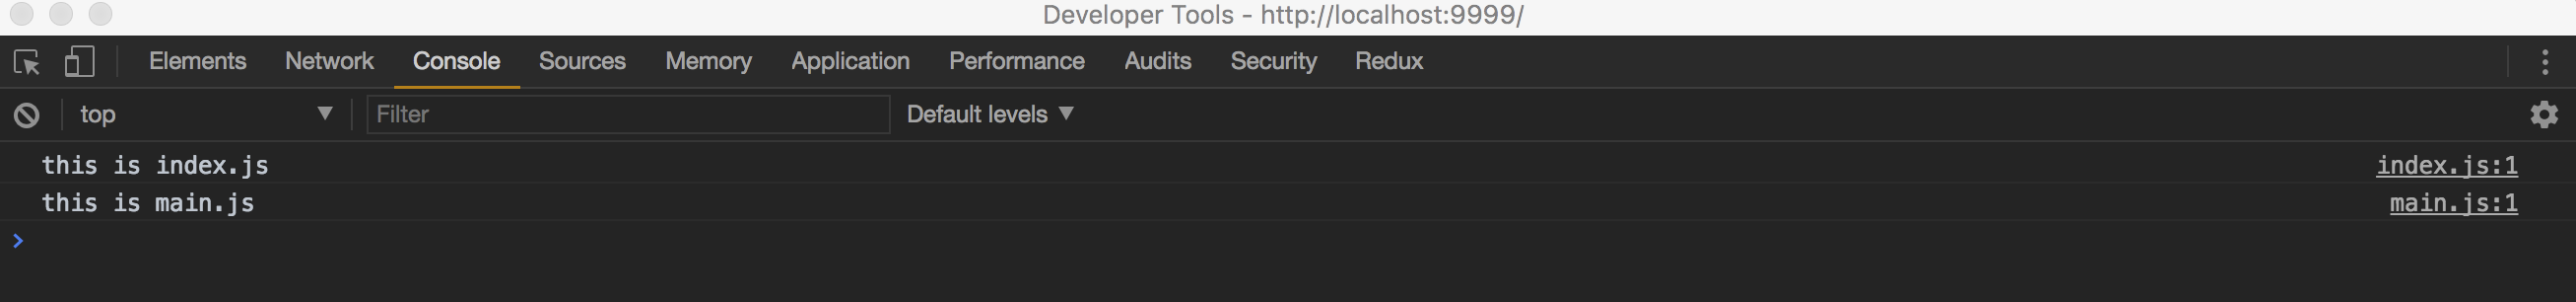 Developer Tools - http://localhost:9999/
Elements Network Console Sources Memory Application Performance Audits Security Redux
top Filter Default levels
this is index.js index.js:1
this is main.js main.js:1